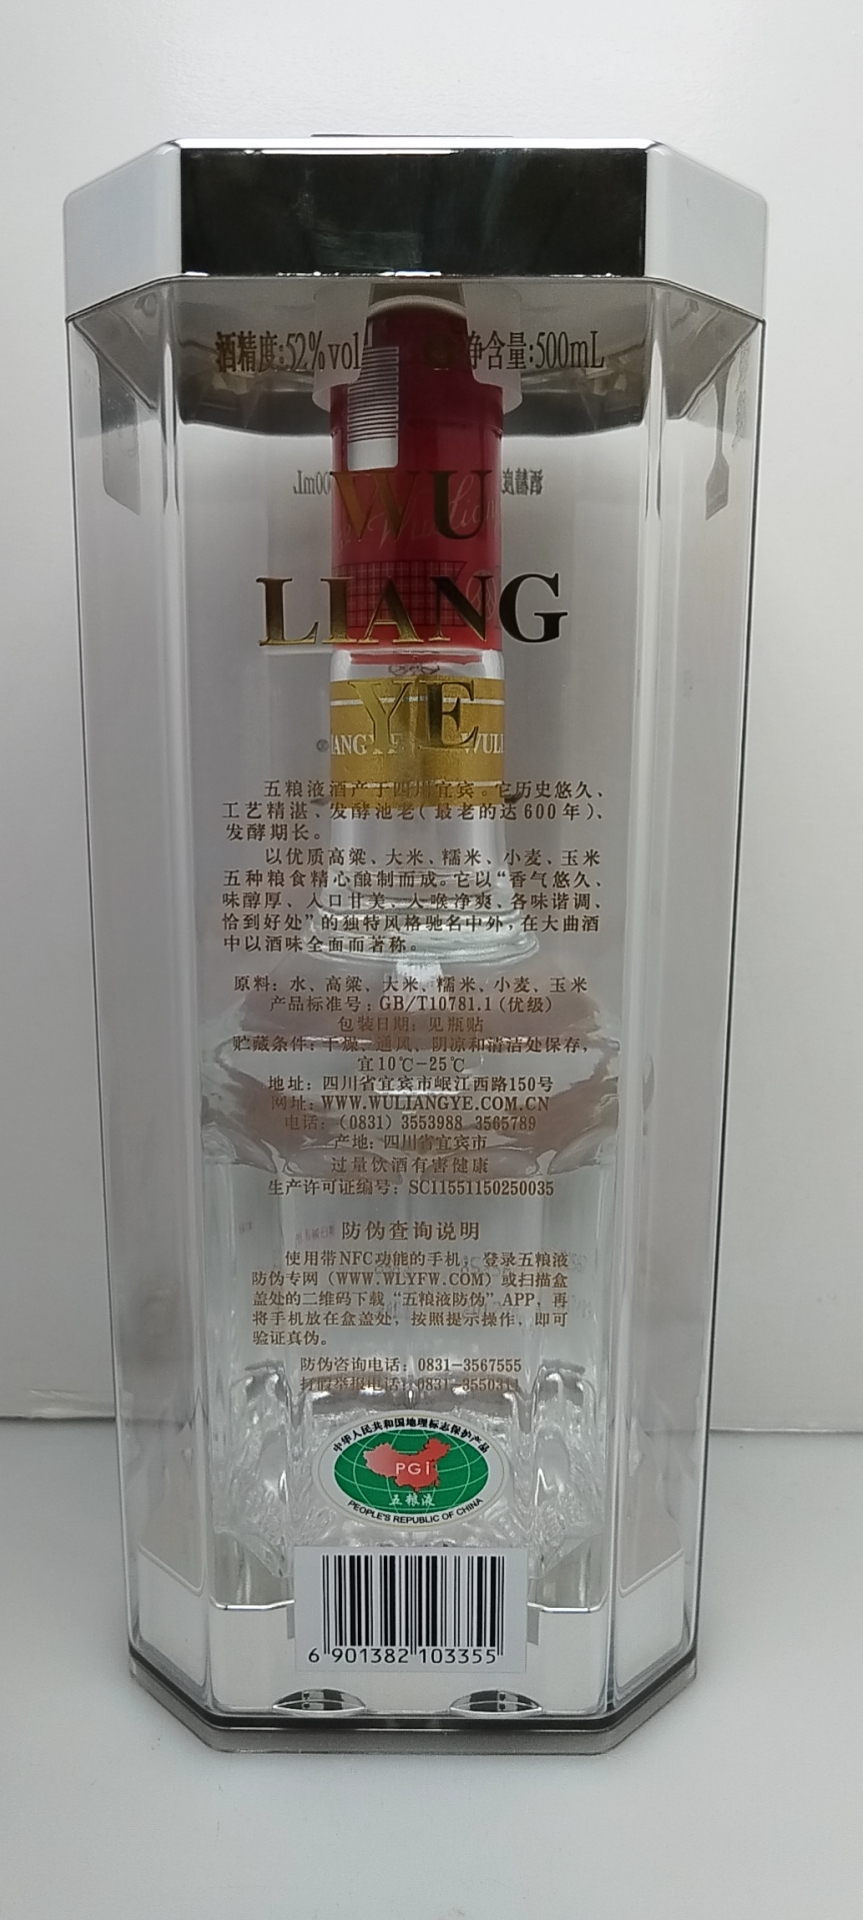 酒精度:52%vol 净含量:500mL
WU
LIANG
YE
五粮液酒产于四川宜宾。它历史悠久、
工艺精湛、发酵池老(最老的达600年)、
发酵期长。
以优质高粱、大米、糯米、小麦、玉米
五种粮食精心酿制而成。它以“香气悠久、
味醇厚、入口甘美、入喉净爽、各味谐调、
恰到好处”的独特风格驰名中外,在大曲酒
中以酒味全面而著称。
原料：水、高粱、大米、糯米、小麦、玉米
产品标准号：GB/T10781.1(优级)
包装日期：见瓶贴
贮藏条件：干燥、通风、阴凉和清洁处保存,
宜10℃-25℃
地址：四川省宜宾市岷江西路150号
网址：WWW.WULIANGYE.COM.CN
电话：(0831) 3553988 3565789
产地：四川省宜宾市
过量饮酒有害健康
生产许可证编号：SC11551150250035
防伪查询说明
使用带NFC功能的手机，登录五粮液
防伪专网(WWW.WLYFW.COM)或扫描盒
盖处的二维码下载“五粮液防伪”APP，再
将手机放在盒盖处，按照提示操作，即可
验证真伪。
防伪咨询电话：0831-3567555
打假举报电话：0831-355031
中华人民共和国地理标志保护产品
PGI
五粮液
PEOPLE'S REPUBLIC OF CHINA
6 901382 103355